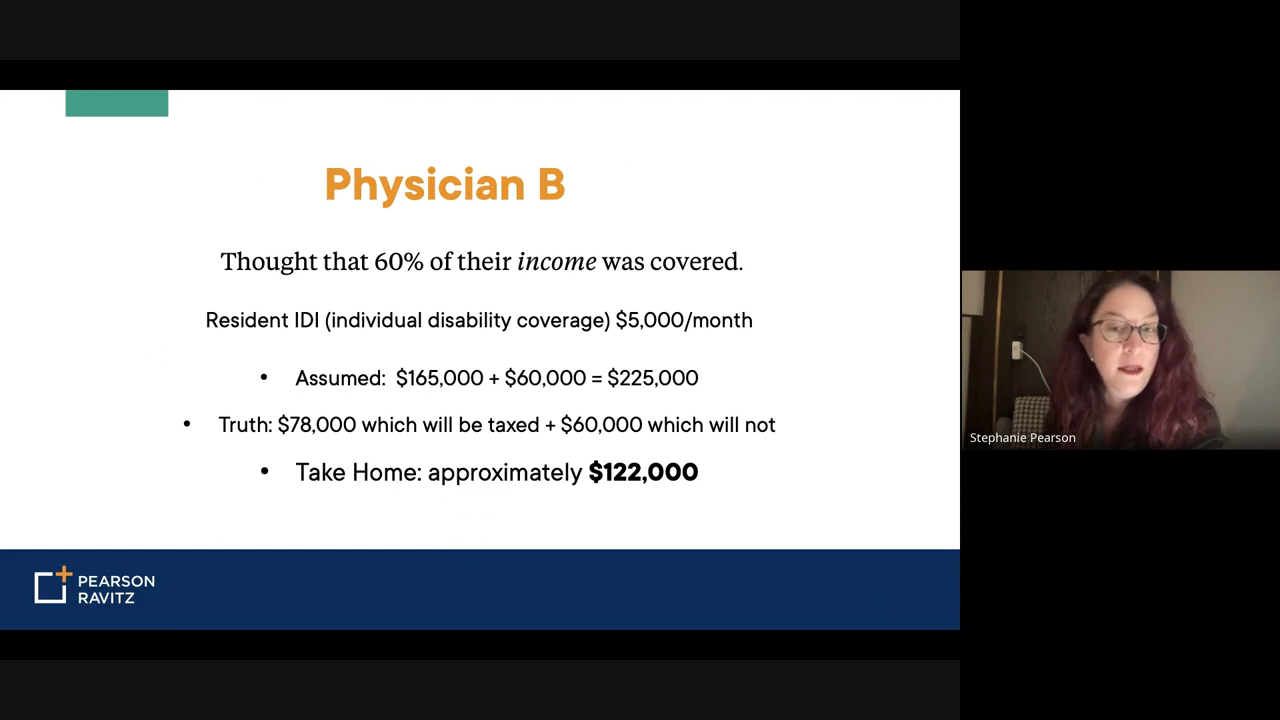 Physician B
Thought that 60% of their income was covered.
Resident IDI (individual disability coverage) $5,000/month
• Assumed: $165,000 + $60,000 = $225,000
• Truth: $78,000 which will be taxed + $60,000 which will not
• Take Home: approximately $122,000
PEARSON
RAVITZ
Stephanie Pearson